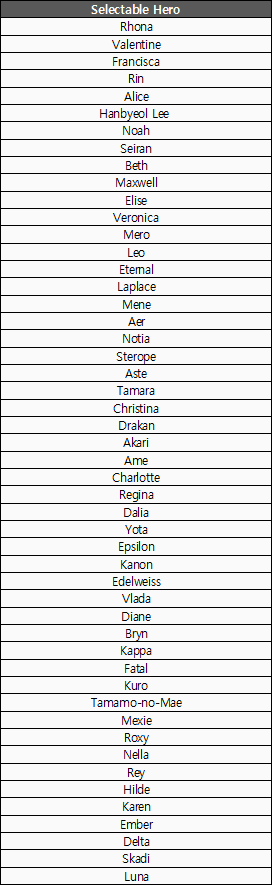 Selectable Hero
Rhona
Valentine
Francisca
Rin
Alice
Hanbyeol Lee
Noah
Seiran
Beth
Maxwell
Elise
Veronica
Mero
Leo
Eternal
Laplace
Mene
Aer
Notia
Sterope
Aste
Tamara
Christina
Drakan
Akari
Ame
Charlotte
Regina
Dalia
Yota
Epsilon
Kanon
Edelweiss
Vlada
Diane
Bryn
Kappa
Fatal
Kuro
Tamamo-no-Mae
Mexie
Roxy
Nella
Rey
Hilde
Karen
Ember
Delta
Skadi
Luna